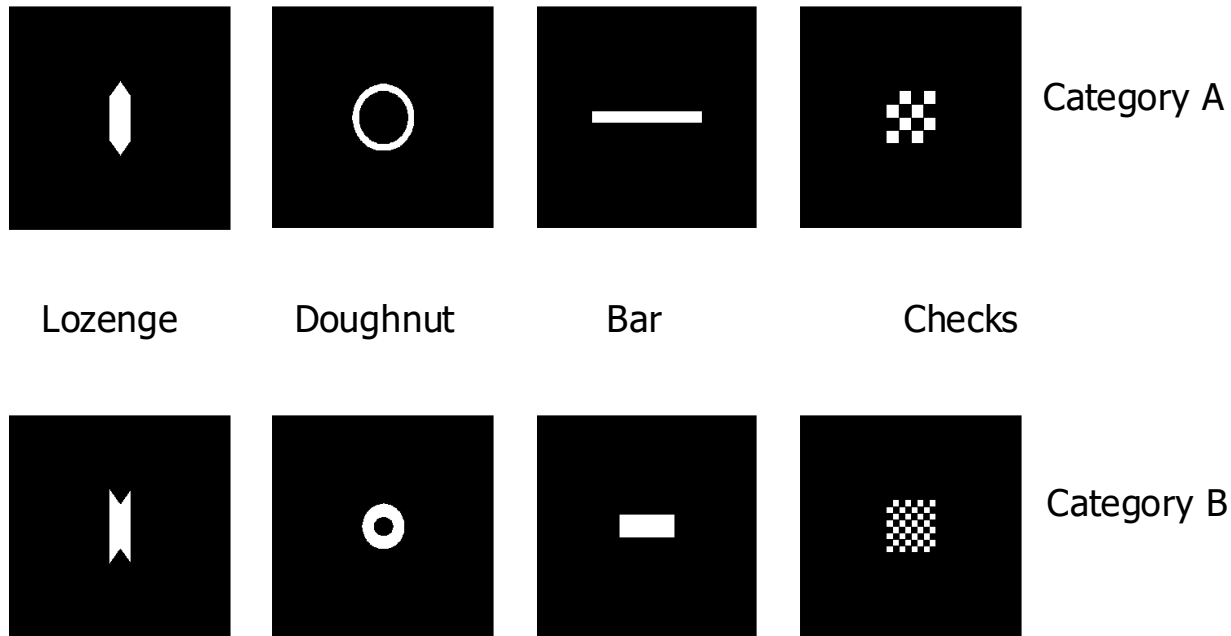 Category A
Lozenge
Doughnut
Bar
Checks
Category B